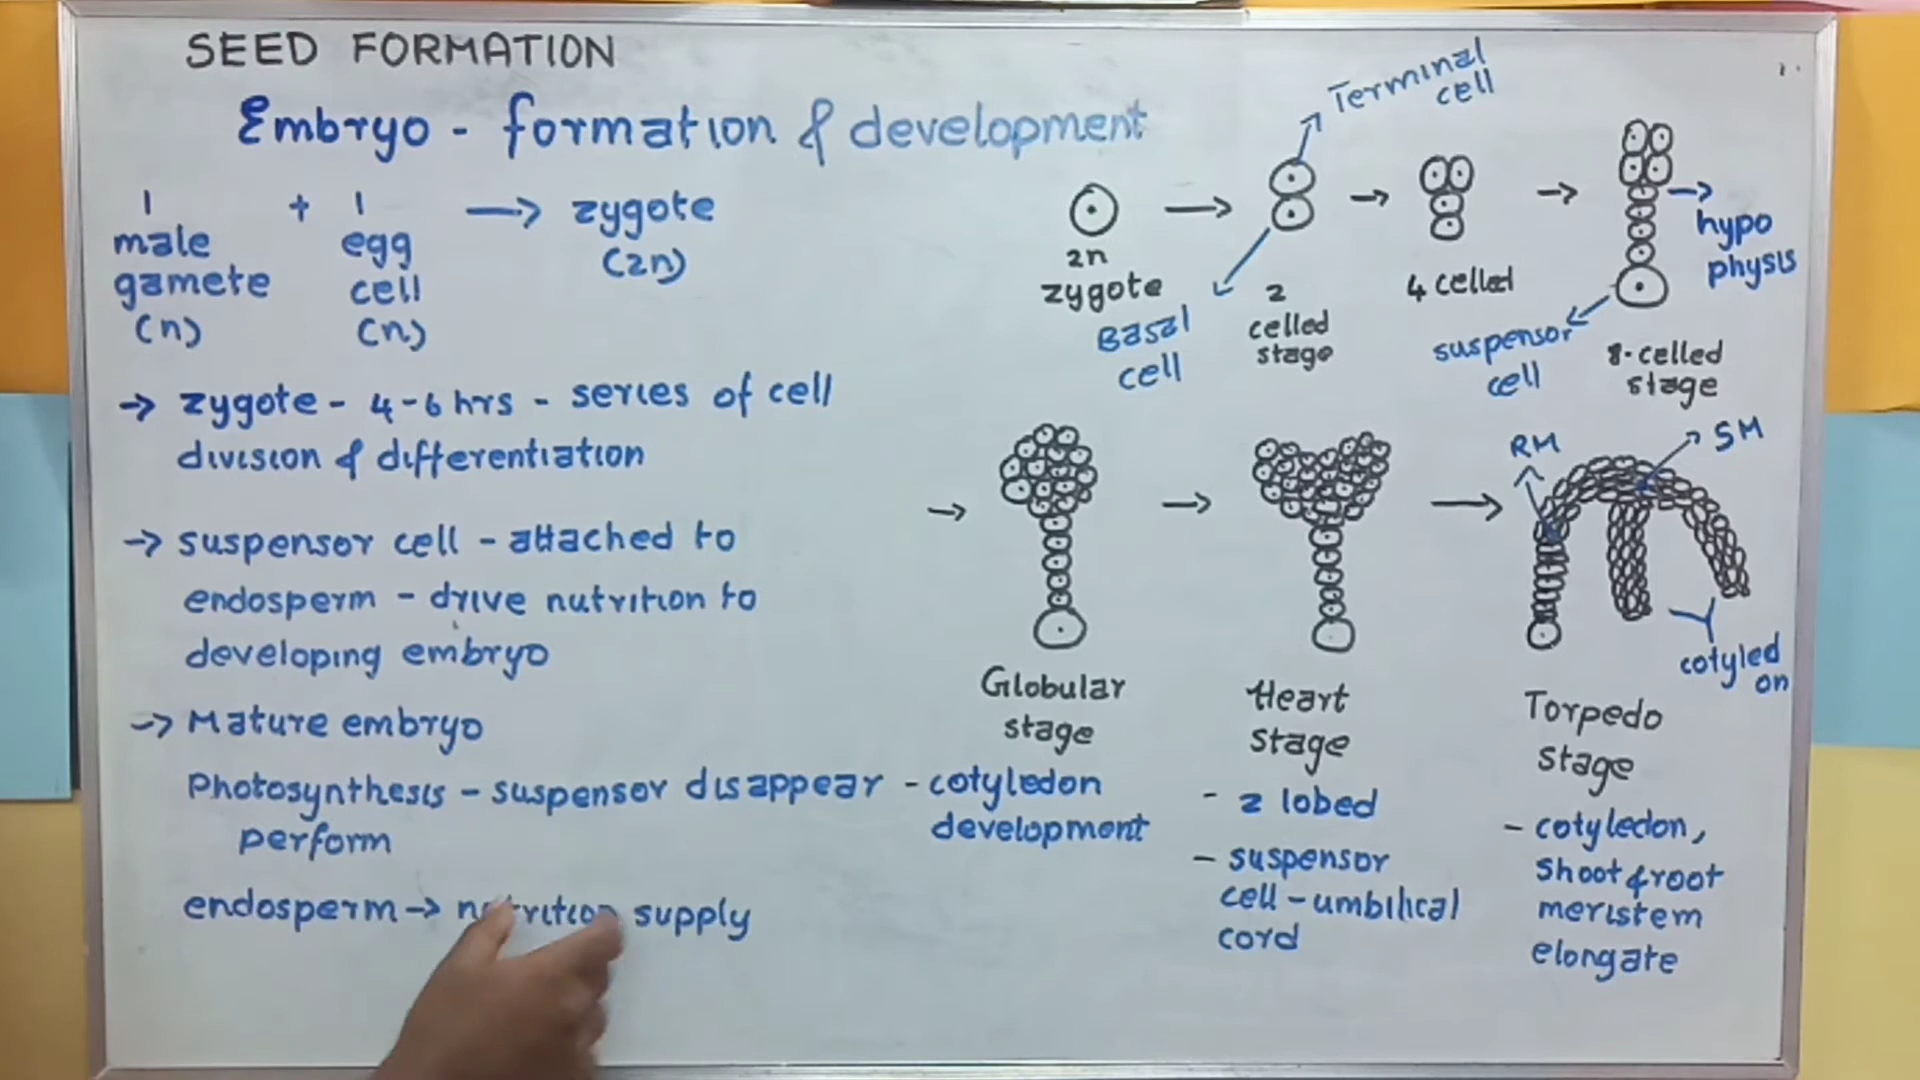 SEED FORMATION
Embryo - formation & development
1 male gamete (n) + 1 egg cell (n) → zygote (2n)
→ zygote - 4-6 hrs - series of cell
division & differentiation
→ suspensor cell - attached to
endosperm - drive nutrition to
developing embryo
→ Mature embryo
Photosynthesis - suspensor disappear
perform
endosperm → nutrition supply
Terminal
cell
2n
zygote
Basal
cell
2
celled
stage
4 celled
hypo
physis
suspensor
cell
8-celled
stage
Globular
stage
- cotyledon
development
Heart
stage
- 2 lobed
- suspensor
cell - umbilical
cord
RM
SM
cotyled
on
Torpedo
stage
- cotyledon,
shoot & root
meristem
elongate